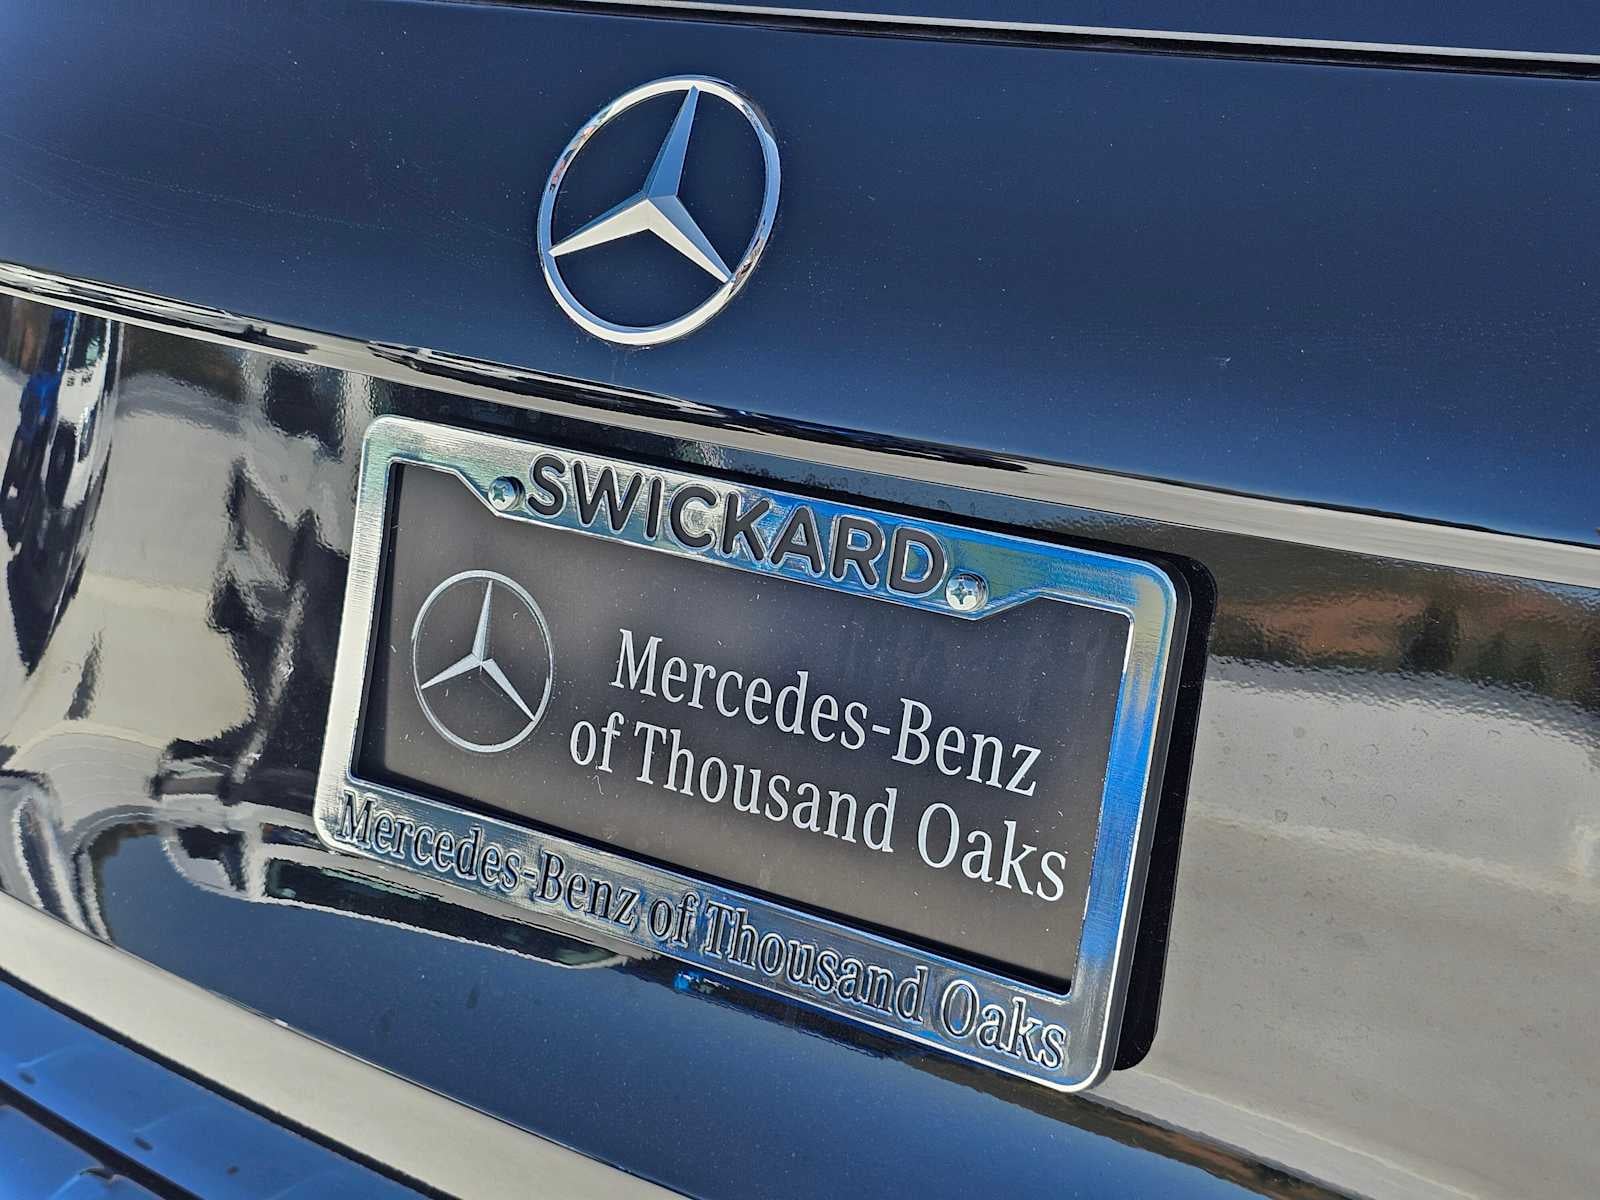 SWICKARD
Mercedes-Benz
of Thousand Oaks
Mercedes-Benz of Thousand Oaks